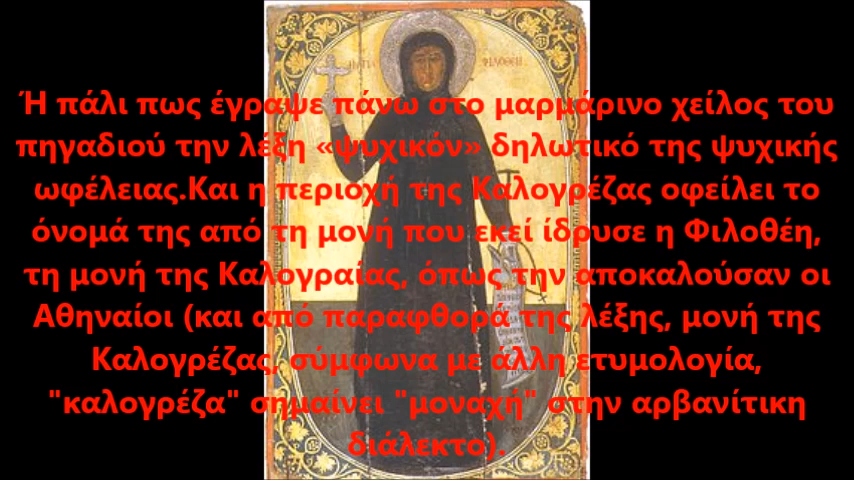 Ή πάλι πως έγραψε πάνω στο μαρμάρινο χείλος του
πηγαδιού την λέξη «ψυχικόν» δηλωτικό της ψυχικής
ωφέλειας.Και η περιοχή της Καλογρέζας οφείλει το
όνομά της από τη μονή που εκεί ίδρυσε η Φιλοθέη,
τη μονή της Καλογραίας, όπως την αποκαλούσαν οι
Αθηναίοι (και από παραφθορά της λέξης, μονή της
Καλογρέζας, σύμφωνα με άλλη ετυμολογία,
"καλογρέζα" σημαίνει "μοναχή" στην αρβανίτικη
διάλεκτο).